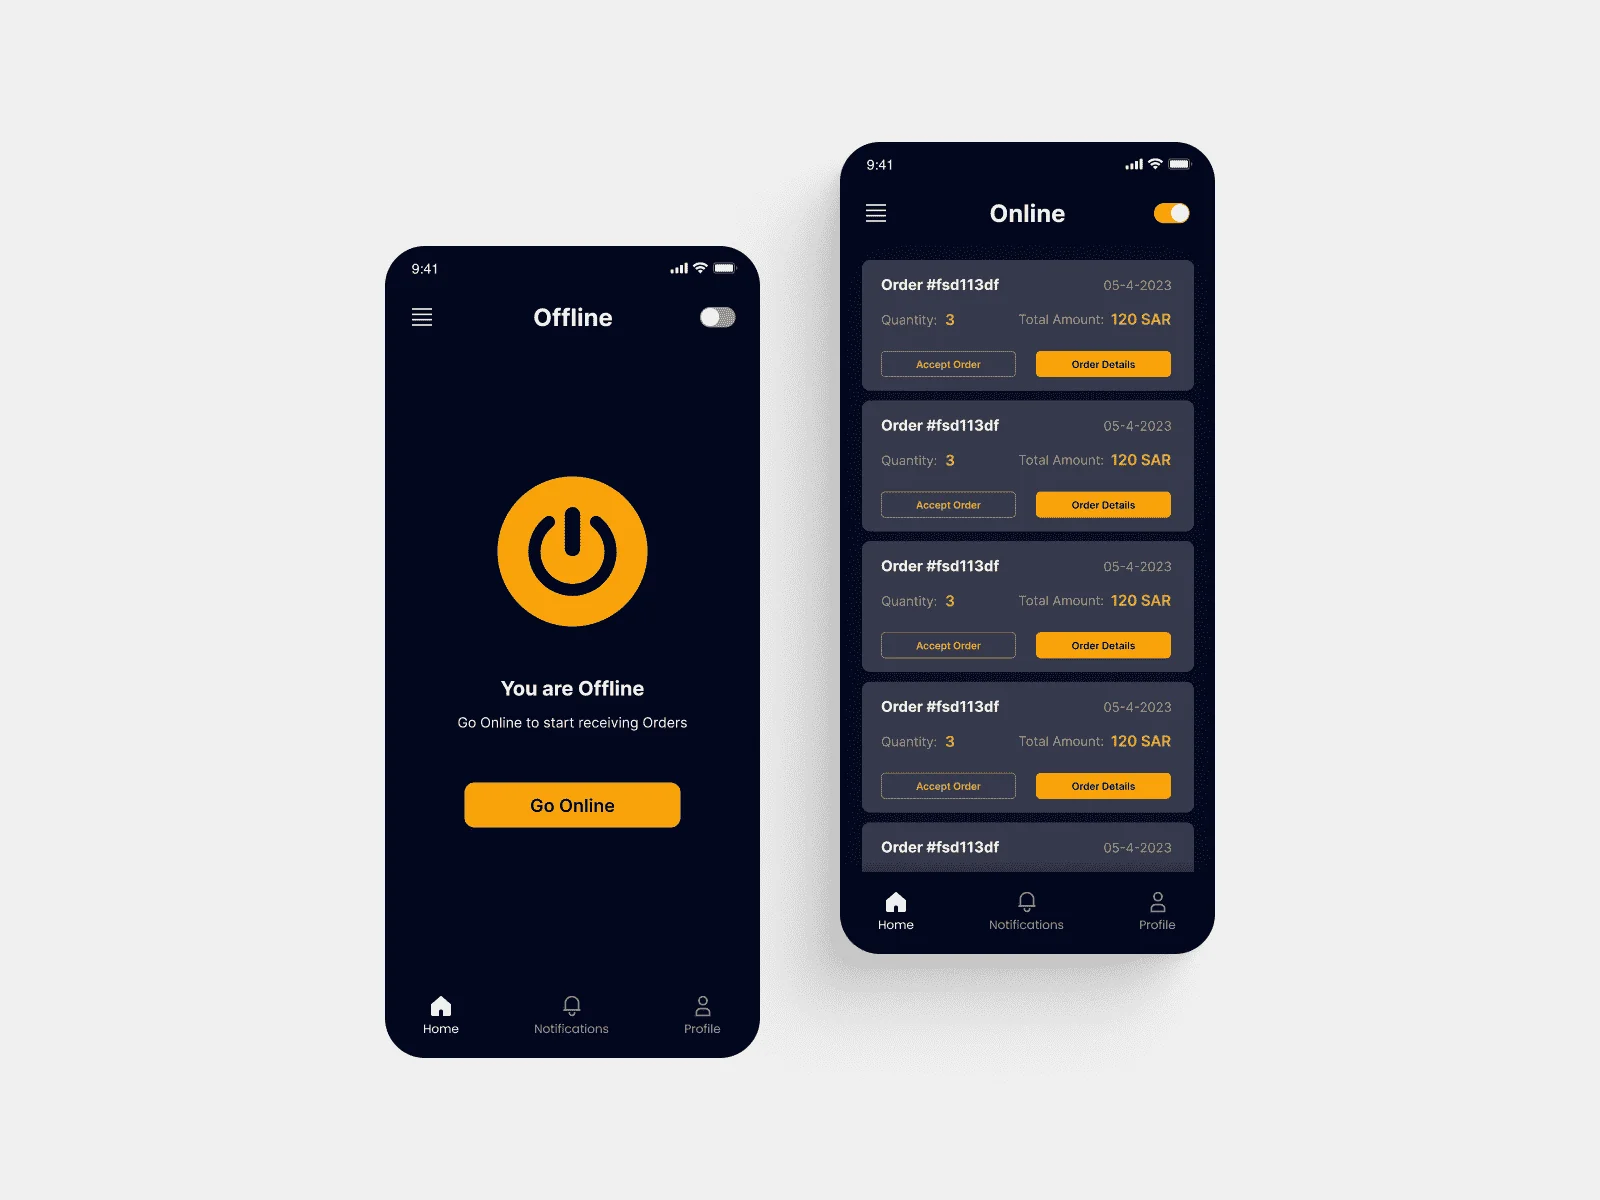 9:41
Offline
You are Offline
Go Online to start receiving Orders
Go Online
Home Notifications Profile
9:41
Online
Order #fsd113df 05-4-2023
Quantity: 3 Total Amount: 120 SAR
Accept Order Order Details
Order #fsd113df 05-4-2023
Quantity: 3 Total Amount: 120 SAR
Accept Order Order Details
Order #fsd113df 05-4-2023
Quantity: 3 Total Amount: 120 SAR
Accept Order Order Details
Order #fsd113df 05-4-2023
Quantity: 3 Total Amount: 120 SAR
Accept Order Order Details
Order #fsd113df 05-4-2023
Home Notifications Profile